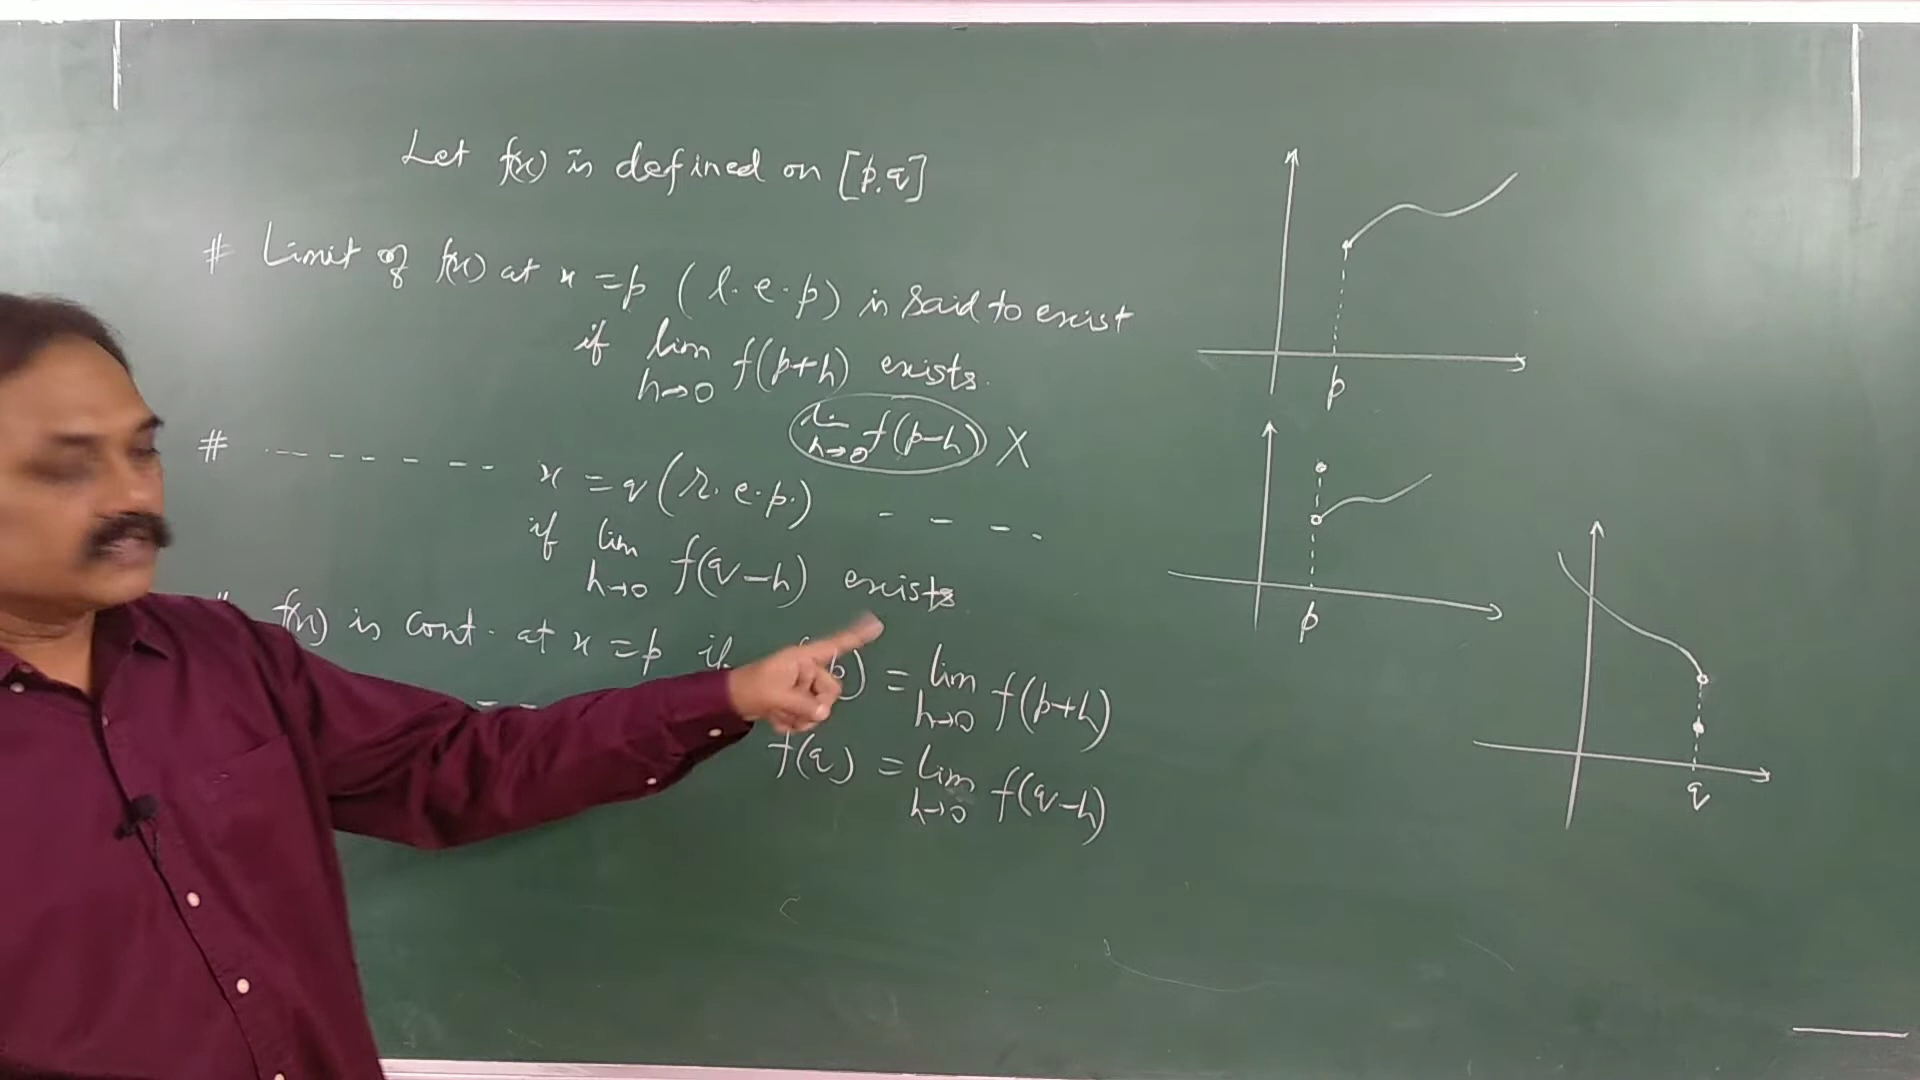 Let f(x) is defined on [p,q]
# Limit of f(x) at x = p (l.e.p) is said to exist
if lim h→0 f(p+h) exists.
lim h→0 f(p-h) X
# . - - - - - - - x = q (r.e.p.) - - - -
if lim h→0 f(q-h) exists
f(x) is cont. at x = p if p) = lim h→0 f(p+h)
- - f(q) = lim h→0 f(q-h)
p
p
q